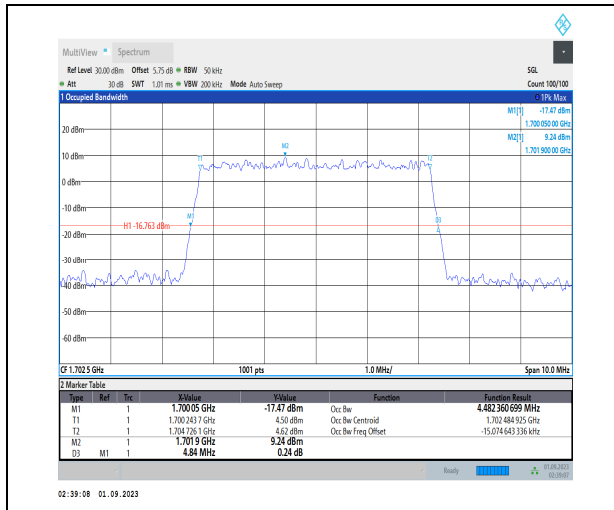 MultiView Spectrum
Ref Level 30.00 dBm Offset 5.75 dB RBW 50 kHz SGL
Att 30 dB SWT 1.01 ms VBW 200 kHz Mode Auto Sweep Count 100/100
1 Occupied Bandwidth 1Pk Max
M1[1] -17.47 dBm
1.700 050 00 GHz
M2[1] 9.24 dBm
1.701 900 00 GHz
20 dBm
10 dBm
0 dBm
-10 dBm
-20 dBm
-30 dBm
-40 dBm
-50 dBm
-60 dBm
T1
M2
T2
M1
D3
H1 -16.763 dBm
CF 1.702 5 GHz 1001 pts 1.0 MHz/ Span 10.0 MHz
2 Marker Table
Type Ref Trc X-Value Y-Value Function Function Result
M1 1 1.700 05 GHz -17.47 dBm Occ Bw 4.482 360 699 MHz
T1 1 1.700 243 7 GHz 4.50 dBm Occ Bw Centroid 1.702 484 925 GHz
T2 1 1.704 726 1 GHz 4.62 dBm Occ Bw Freq Offset -15.074 643 336 kHz
M2 1 1.701 9 GHz 9.24 dBm
D3 M1 1 4.84 MHz 0.24 dB
Ready 01.09.2023
02:39:07
02:39:08 01.09.2023